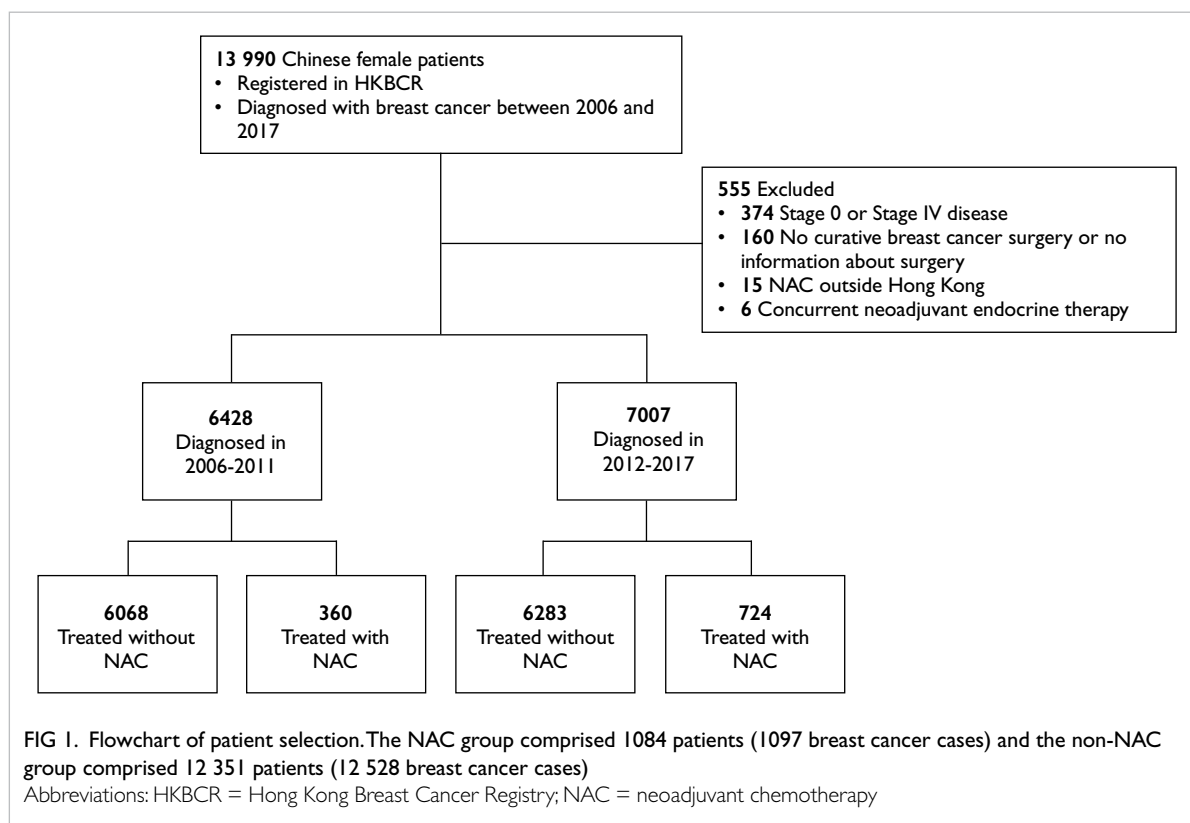 13 990 Chinese female patients
• Registered in HKBCR
• Diagnosed with breast cancer between 2006 and
2017
555 Excluded
• 374 Stage 0 or Stage IV disease
• 160 No curative breast cancer surgery or no
information about surgery
• 15 NAC outside Hong Kong
• 6 Concurrent neoadjuvant endocrine therapy
6428
Diagnosed in
2006-2011
7007
Diagnosed in
2012-2017
6068
Treated without
NAC
360
Treated with
NAC
6283
Treated without
NAC
724
Treated with
NAC
FIG 1. Flowchart of patient selection. The NAC group comprised 1084 patients (1097 breast cancer cases) and the non-NAC
group comprised 12 351 patients (12 528 breast cancer cases)
Abbreviations: HKBCR = Hong Kong Breast Cancer Registry; NAC = neoadjuvant chemotherapy